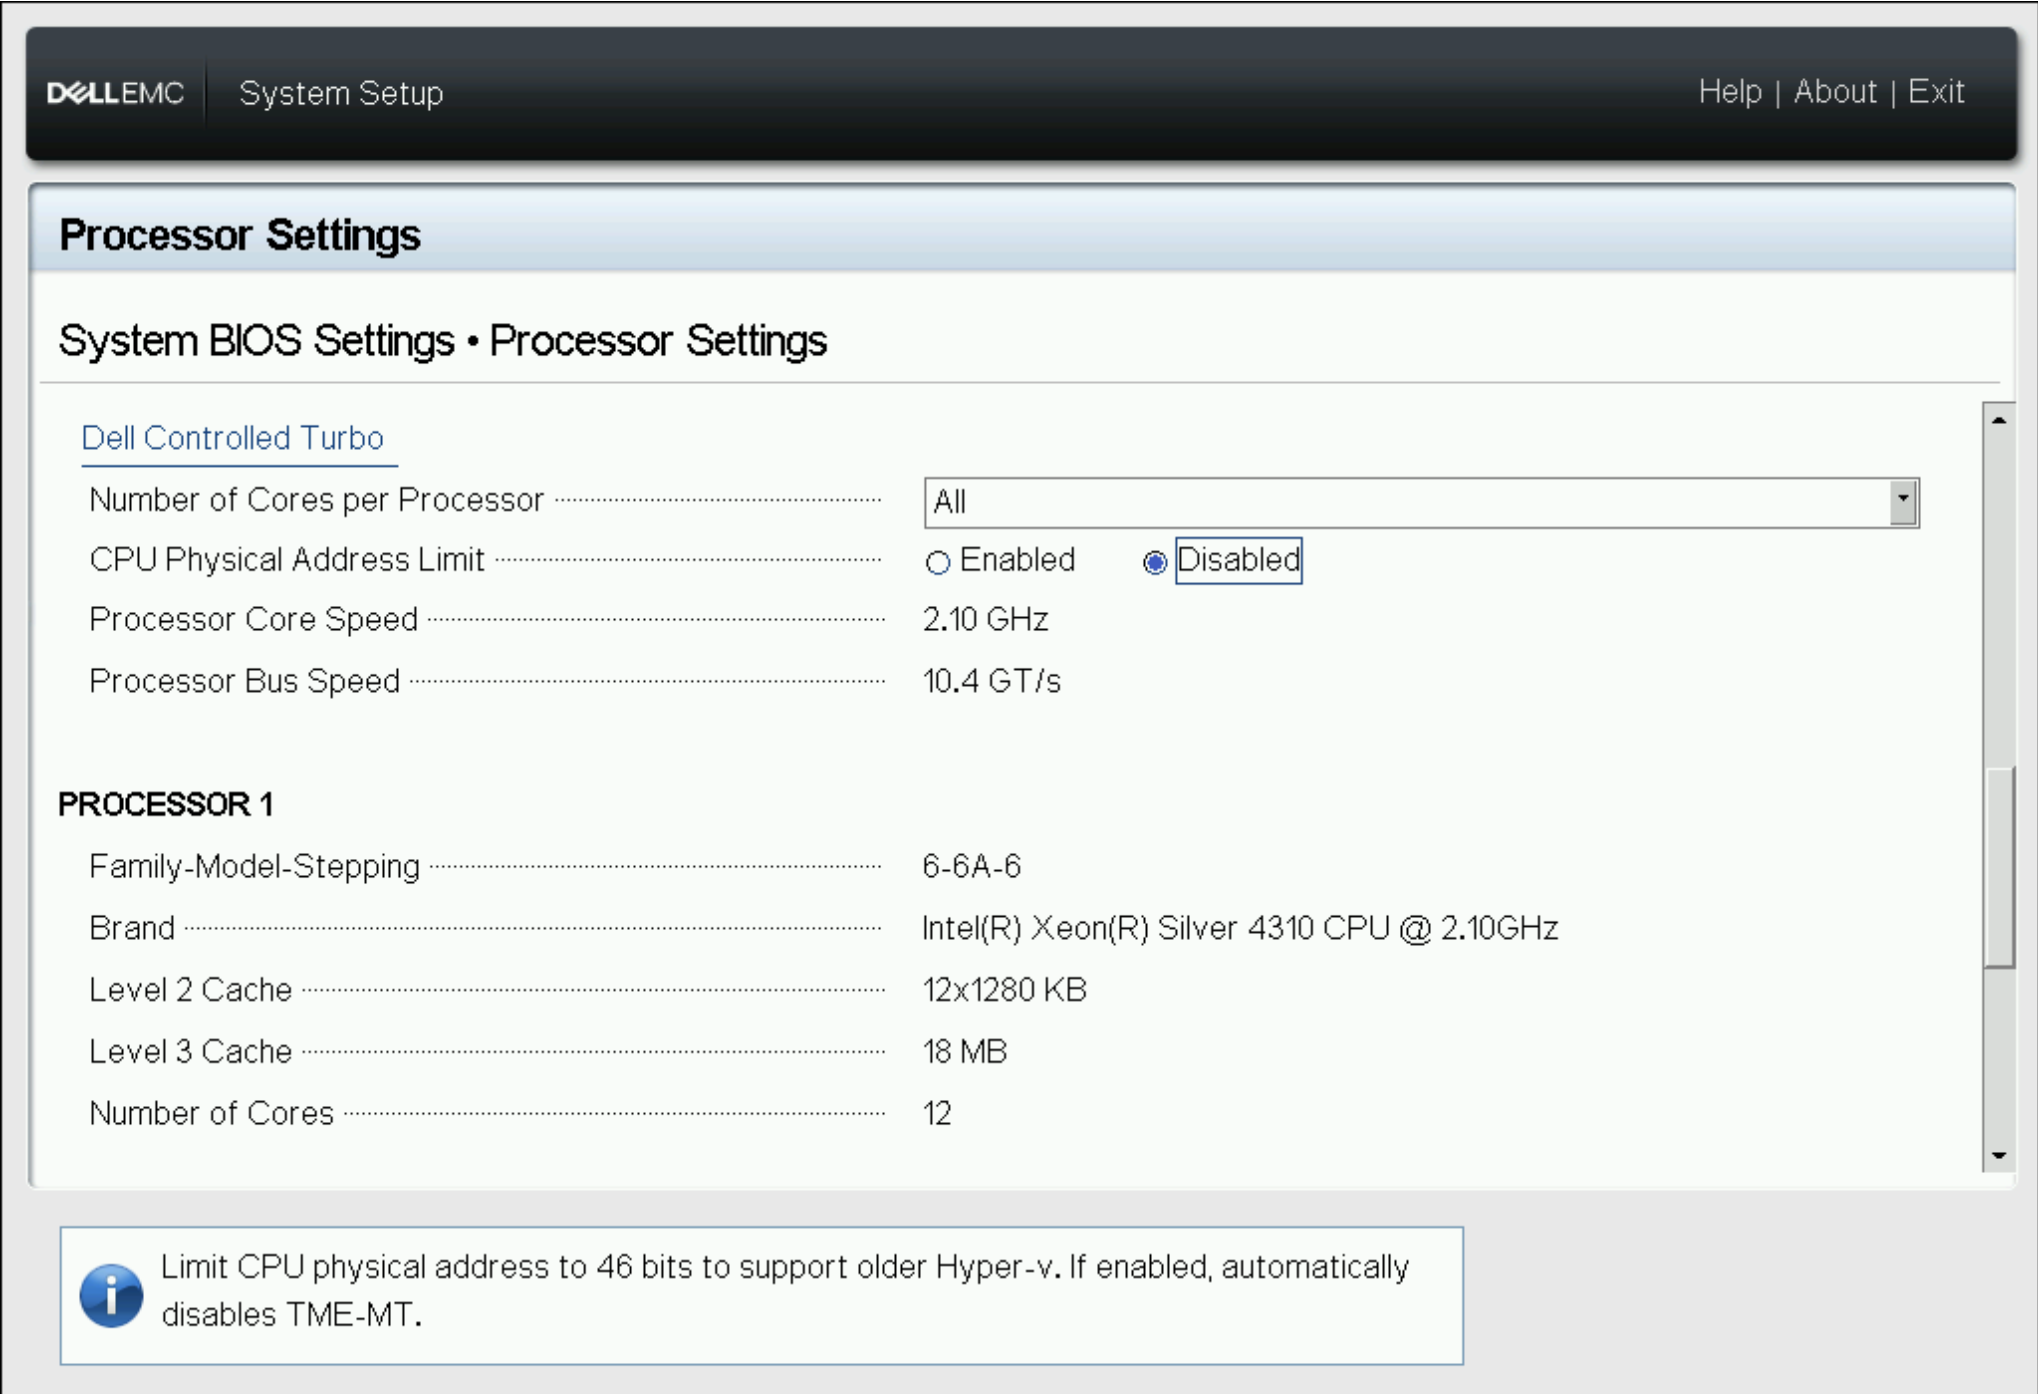 DELLEMC System Setup Help | About | Exit
Processor Settings
System BIOS Settings • Processor Settings
Dell Controlled Turbo
Number of Cores per Processor All
CPU Physical Address Limit Enabled Disabled
Processor Core Speed 2.10 GHz
Processor Bus Speed 10.4 GT/s
PROCESSOR 1
Family-Model-Stepping 6-6A-6
Brand Intel(R) Xeon(R) Silver 4310 CPU @ 2.10GHz
Level 2 Cache 12x1280 KB
Level 3 Cache 18 MB
Number of Cores 12
Limit CPU physical address to 46 bits to support older Hyper-v. If enabled, automatically
disables TME-MT.